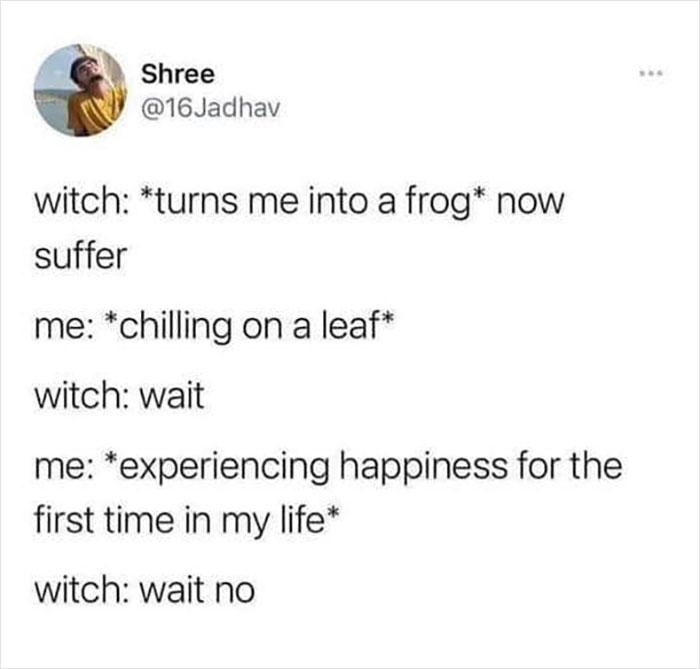 Shree
@16Jadhav
witch: *turns me into a frog* now
suffer
me: *chilling on a leaf*
witch: wait
me: *experiencing happiness for the
first time in my life*
witch: wait no